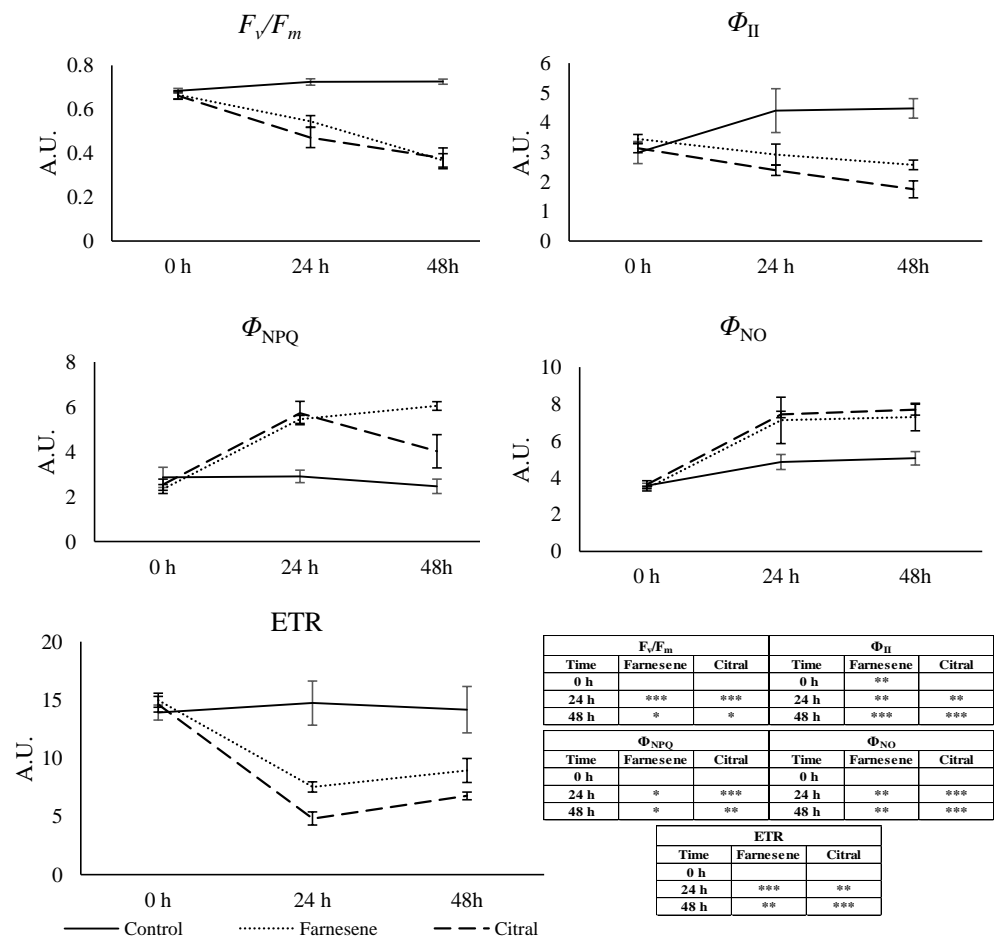 Fv/Fm
A.U.
0.8
0.6
0.4
0.2
0
0 h 24 h 48h
ΦII
A.U.
6
5
4
3
2
1
0
0 h 24 h 48h
ΦNPQ
A.U.
8
6
4
2
0
0 h 24 h 48h
ΦNO
A.U.
10
8
6
4
2
0
0 h 24 h 48h
ETR
A.U.
20
15
10
5
0
0 h 24 h 48h
Control Farnesene Citral
Fv/Fm ΦII
Time Farnesene Citral Time Farnesene Citral
0 h 0 h **
24 h *** *** 24 h ** **
48 h * * 48 h *** ***
ΦNPQ ΦNO
Time Farnesene Citral Time Farnesene Citral
0 h 0 h
24 h * *** 24 h ** ***
48 h * ** 48 h ** ***
ETR
Time Farnesene Citral
0 h
24 h *** **
48 h ** ***